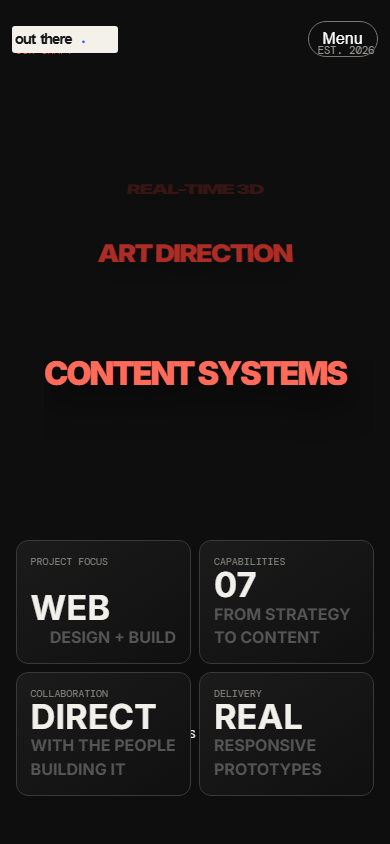 out there .
Menu
EST. 2026
REAL-TIME 3D
ART DIRECTION
CONTENT SYSTEMS
PROJECT FOCUS
WEB
DESIGN + BUILD
CAPABILITIES
07
FROM STRATEGY
TO CONTENT
COLLABORATION
DIRECT
WITH THE PEOPLE
BUILDING IT
s
DELIVERY
REAL
RESPONSIVE
PROTOTYPES